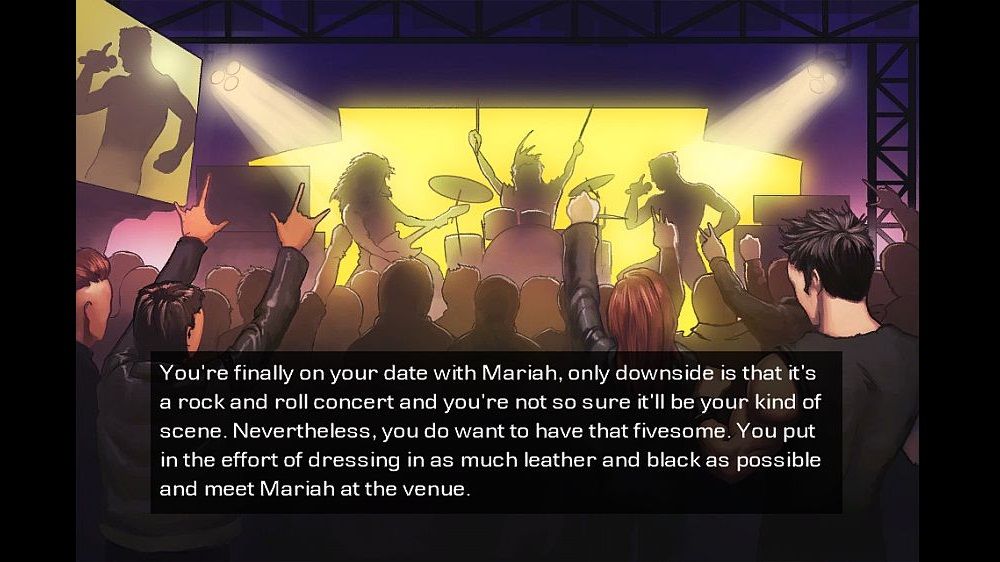 You're finally on your date with Mariah, only downside is that it's
a rock and roll concert and you're not so sure it'll be your kind of
scene. Nevertheless, you do want to have that fivesome. You put
in the effort of dressing in as much leather and black as possible
and meet Mariah at the venue.